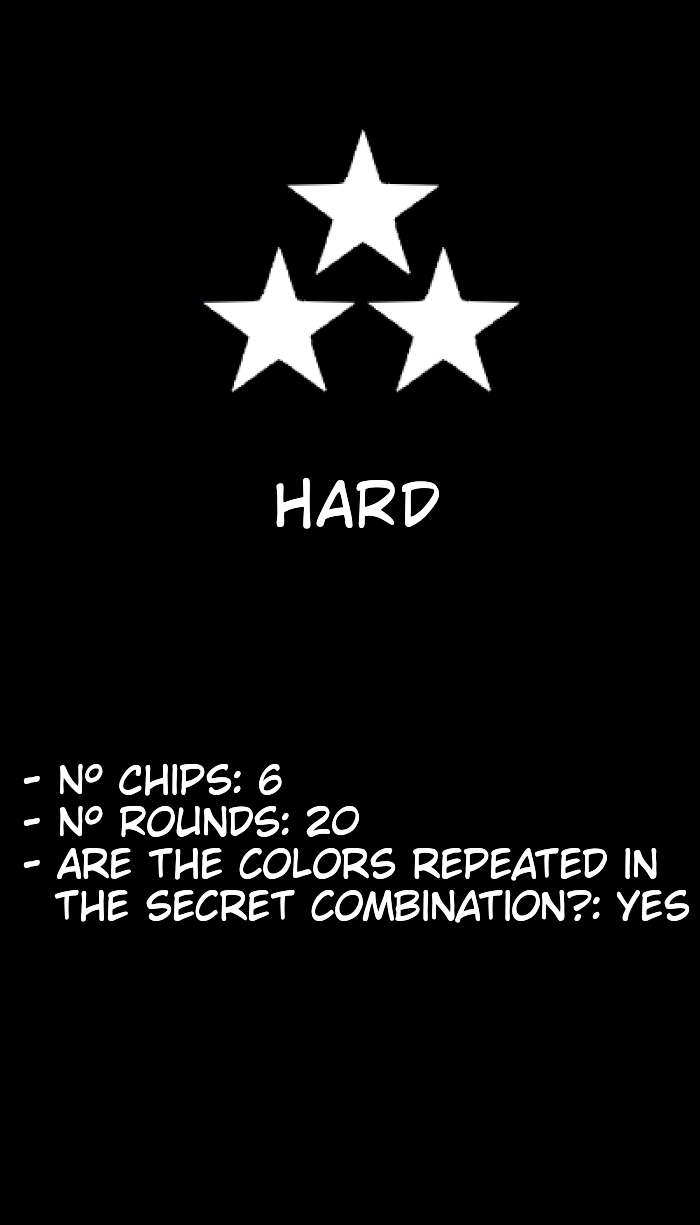 HARD
- Nº CHIPS: 6
- Nº ROUNDS: 20
- ARE THE COLORS REPEATED IN
THE SECRET COMBINATION?: YES